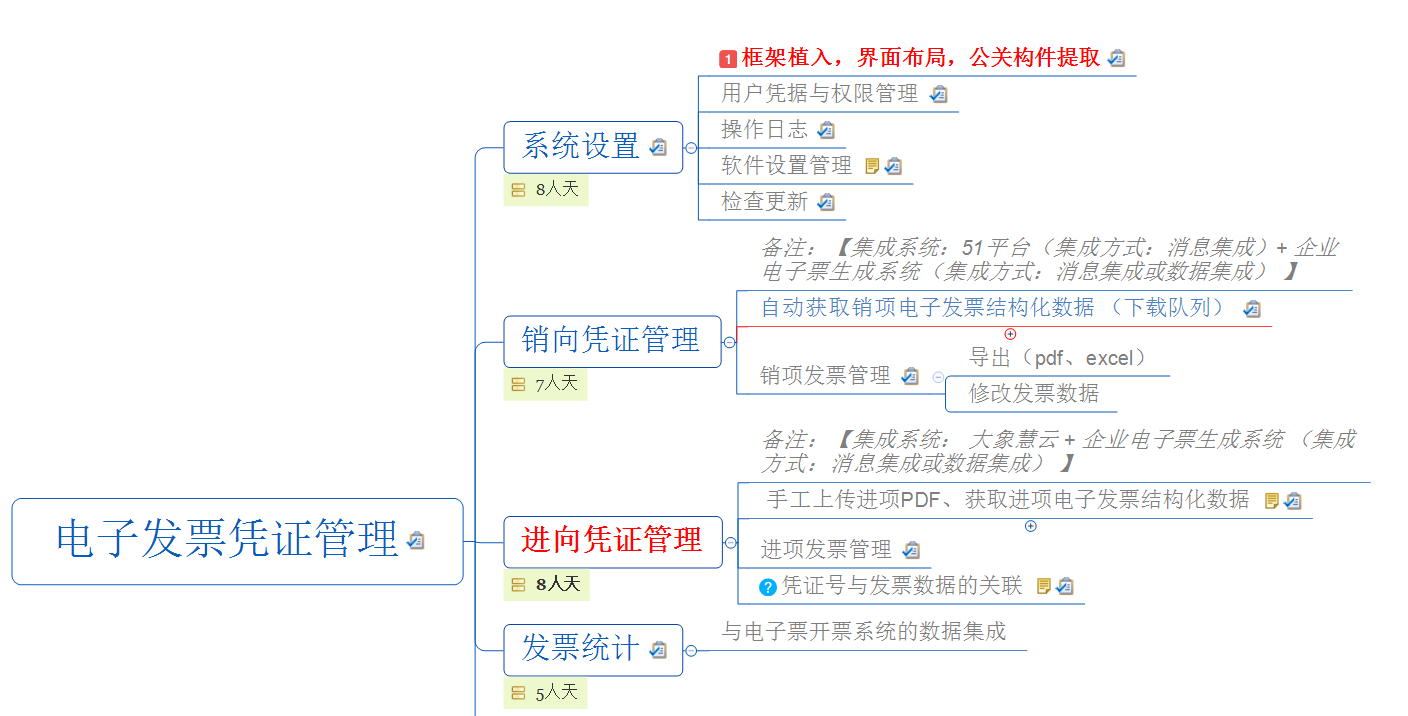 1 框架植入，界面布局，公关构件提取
用户凭据与权限管理
系统设置
操作日志
软件设置管理
8人天
检查更新
备注：【集成系统：51平台（集成方式：消息集成）+ 企业
电子票生成系统（集成方式：消息集成或数据集成） 】
自动获取销项电子发票结构化数据 （下载队列）
销向凭证管理
导出（pdf、excel）
销项发票管理
7人天
修改发票数据
备注：【集成系统： 大象慧云 + 企业电子票生成系统 （集成
方式：消息集成或数据集成） 】
手工上传进项PDF、获取进项电子发票结构化数据
电子发票凭证管理
进向凭证管理
进项发票管理
8人天
? 凭证号与发票数据的关联
与电子票开票系统的数据集成
发票统计
5人天